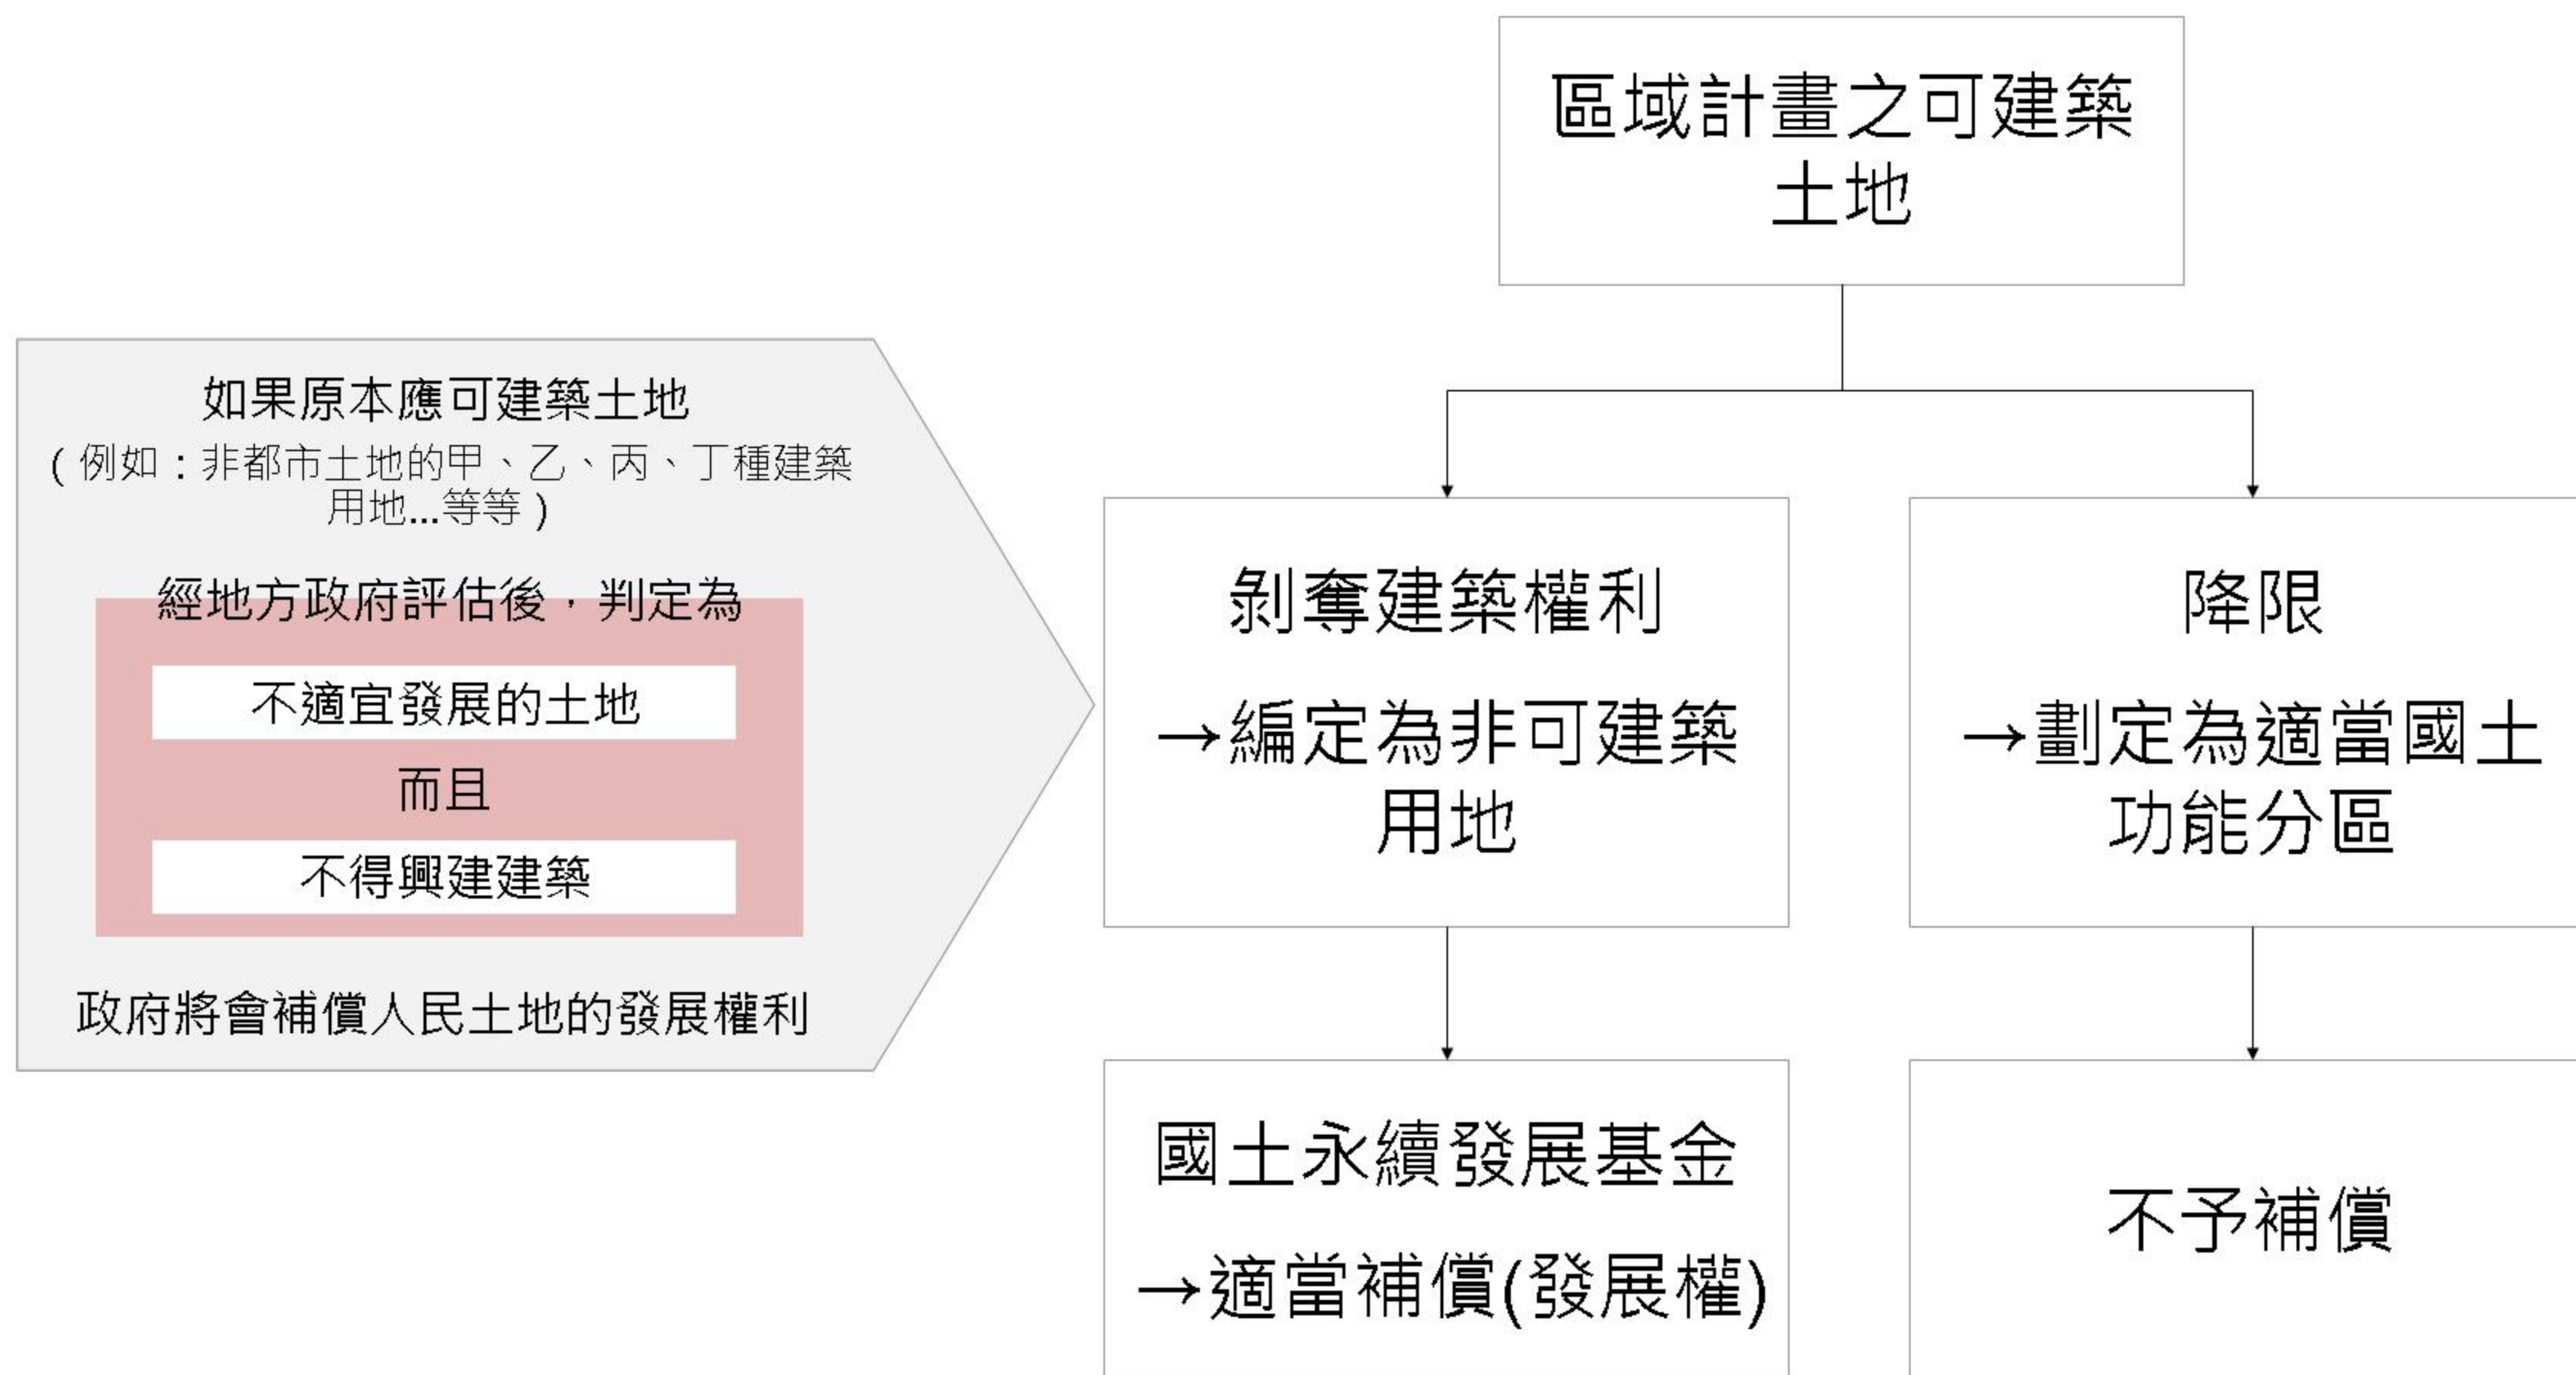 區域計畫之可建築
土地
如果原本應可建築土地
(例如：非都市土地的甲、乙、丙、丁種建築
用地...等等)
經地方政府評估後，判定為
不適宜發展的土地
而且
不得興建建築
政府將會補償人民土地的發展權利
剝奪建築權利
→編定為非可建築
用地
降限
→劃定為適當國土
功能分區
國土永續發展基金
→適當補償(發展權)
不予補償